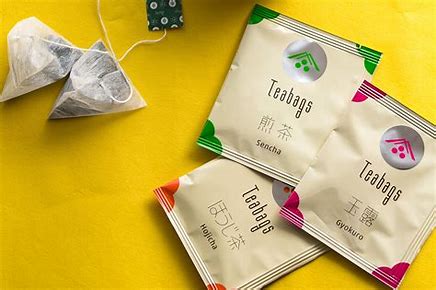 Teabags
煎茶
Sencha
Teabags
玉露
Gyokuro
Teabags
ほうじ茶
Hojicha